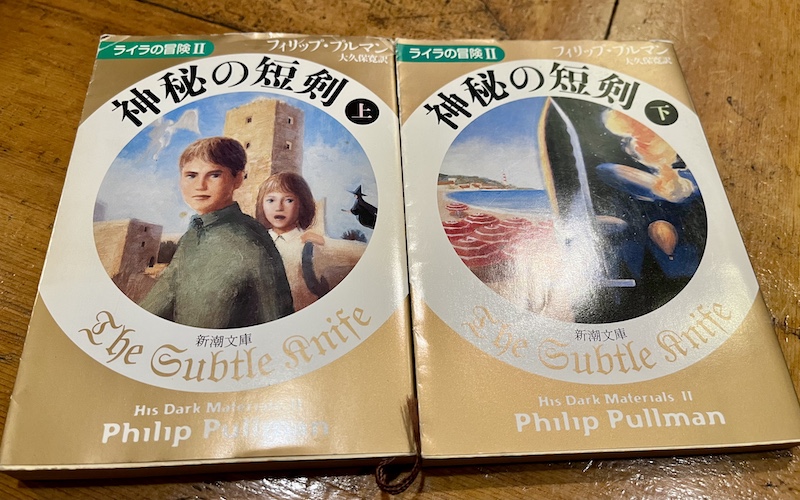 ライラの冒険 II
フィリップ・プルマン
大久保寛訳
神秘の短剣 上
新潮文庫
The Subtle Knife
His Dark Materials II
Philip Pullman
ライラの冒険 II
フィリップ・プルマン
大久保寛訳
神秘の短剣 下
新潮文庫
The Subtle Knife
His Dark Materials II
Philip Pullman